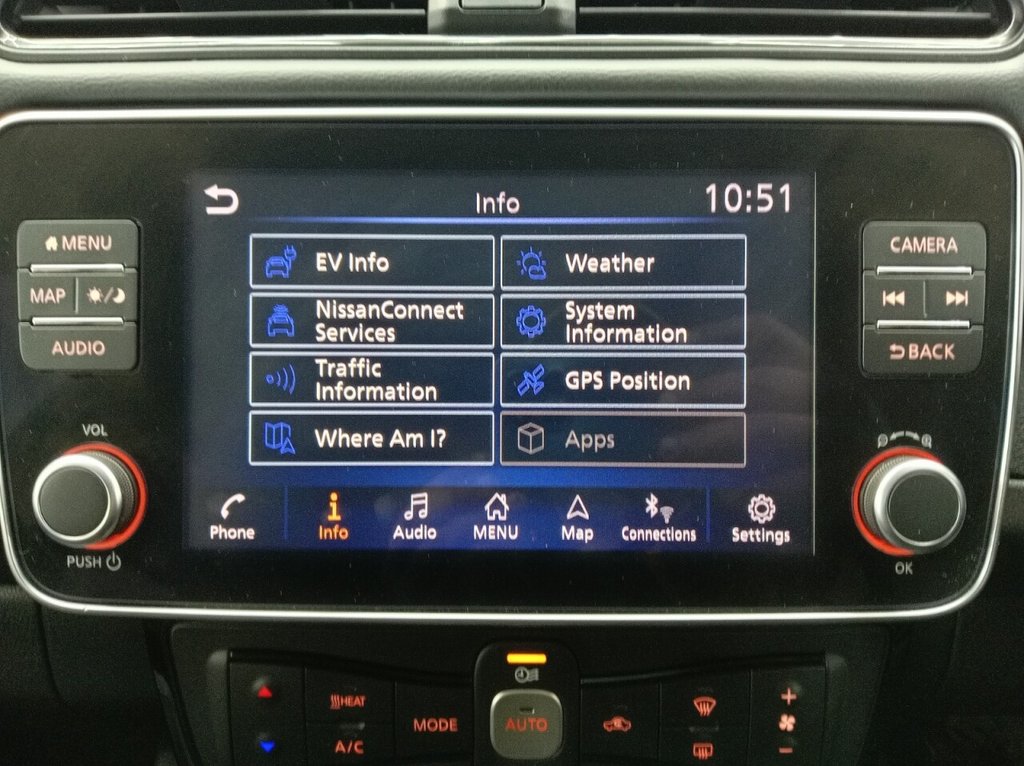 Info
10:51
MENU
MAP
AUDIO
VOL
PUSH
EV Info
Weather
NissanConnect
Services
System
Information
Traffic
Information
GPS Position
Where Am I?
Apps
Phone
Info
Audio
MENU
Map
Connections
Settings
CAMERA
BACK
OK
HEAT
A/C
MODE
AUTO